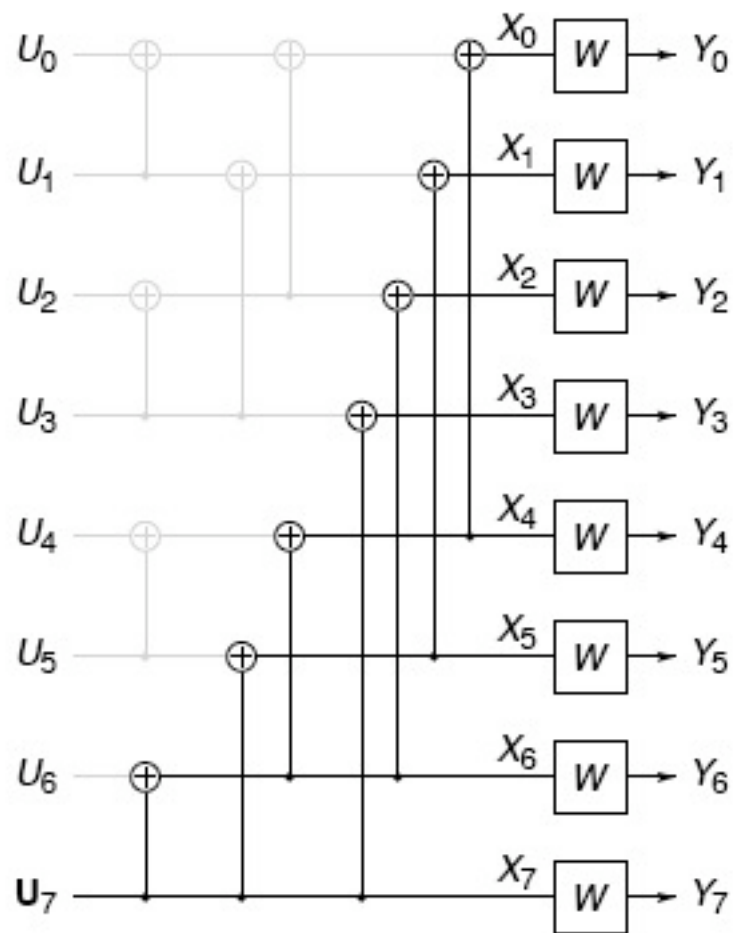 U₀ X₀ W Y₀
U₁ X₁ W Y₁
U₂ X₂ W Y₂
U₃ X₃ W Y₃
U₄ X₄ W Y₄
U₅ X₅ W Y₅
U₆ X₆ W Y₆
U₇ X₇ W Y₇